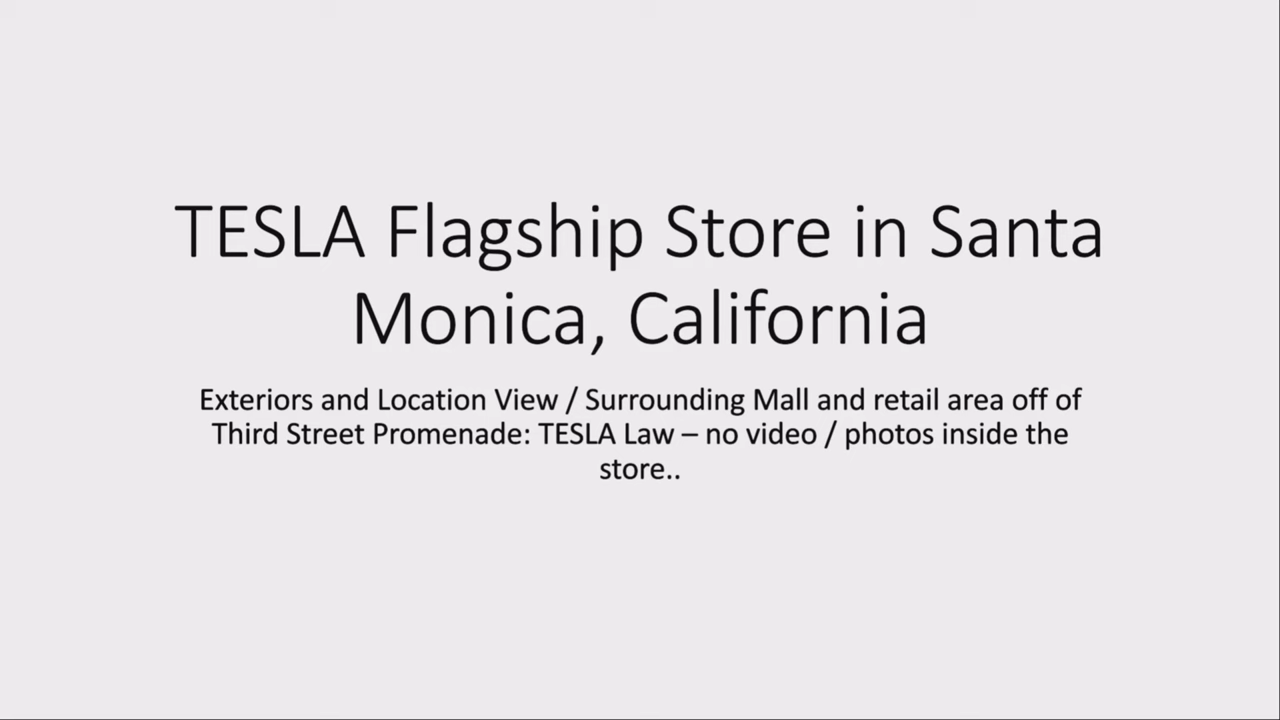 TESLA Flagship Store in Santa
Monica, California
Exteriors and Location View / Surrounding Mall and retail area off of
Third Street Promenade: TESLA Law – no video / photos inside the
store..